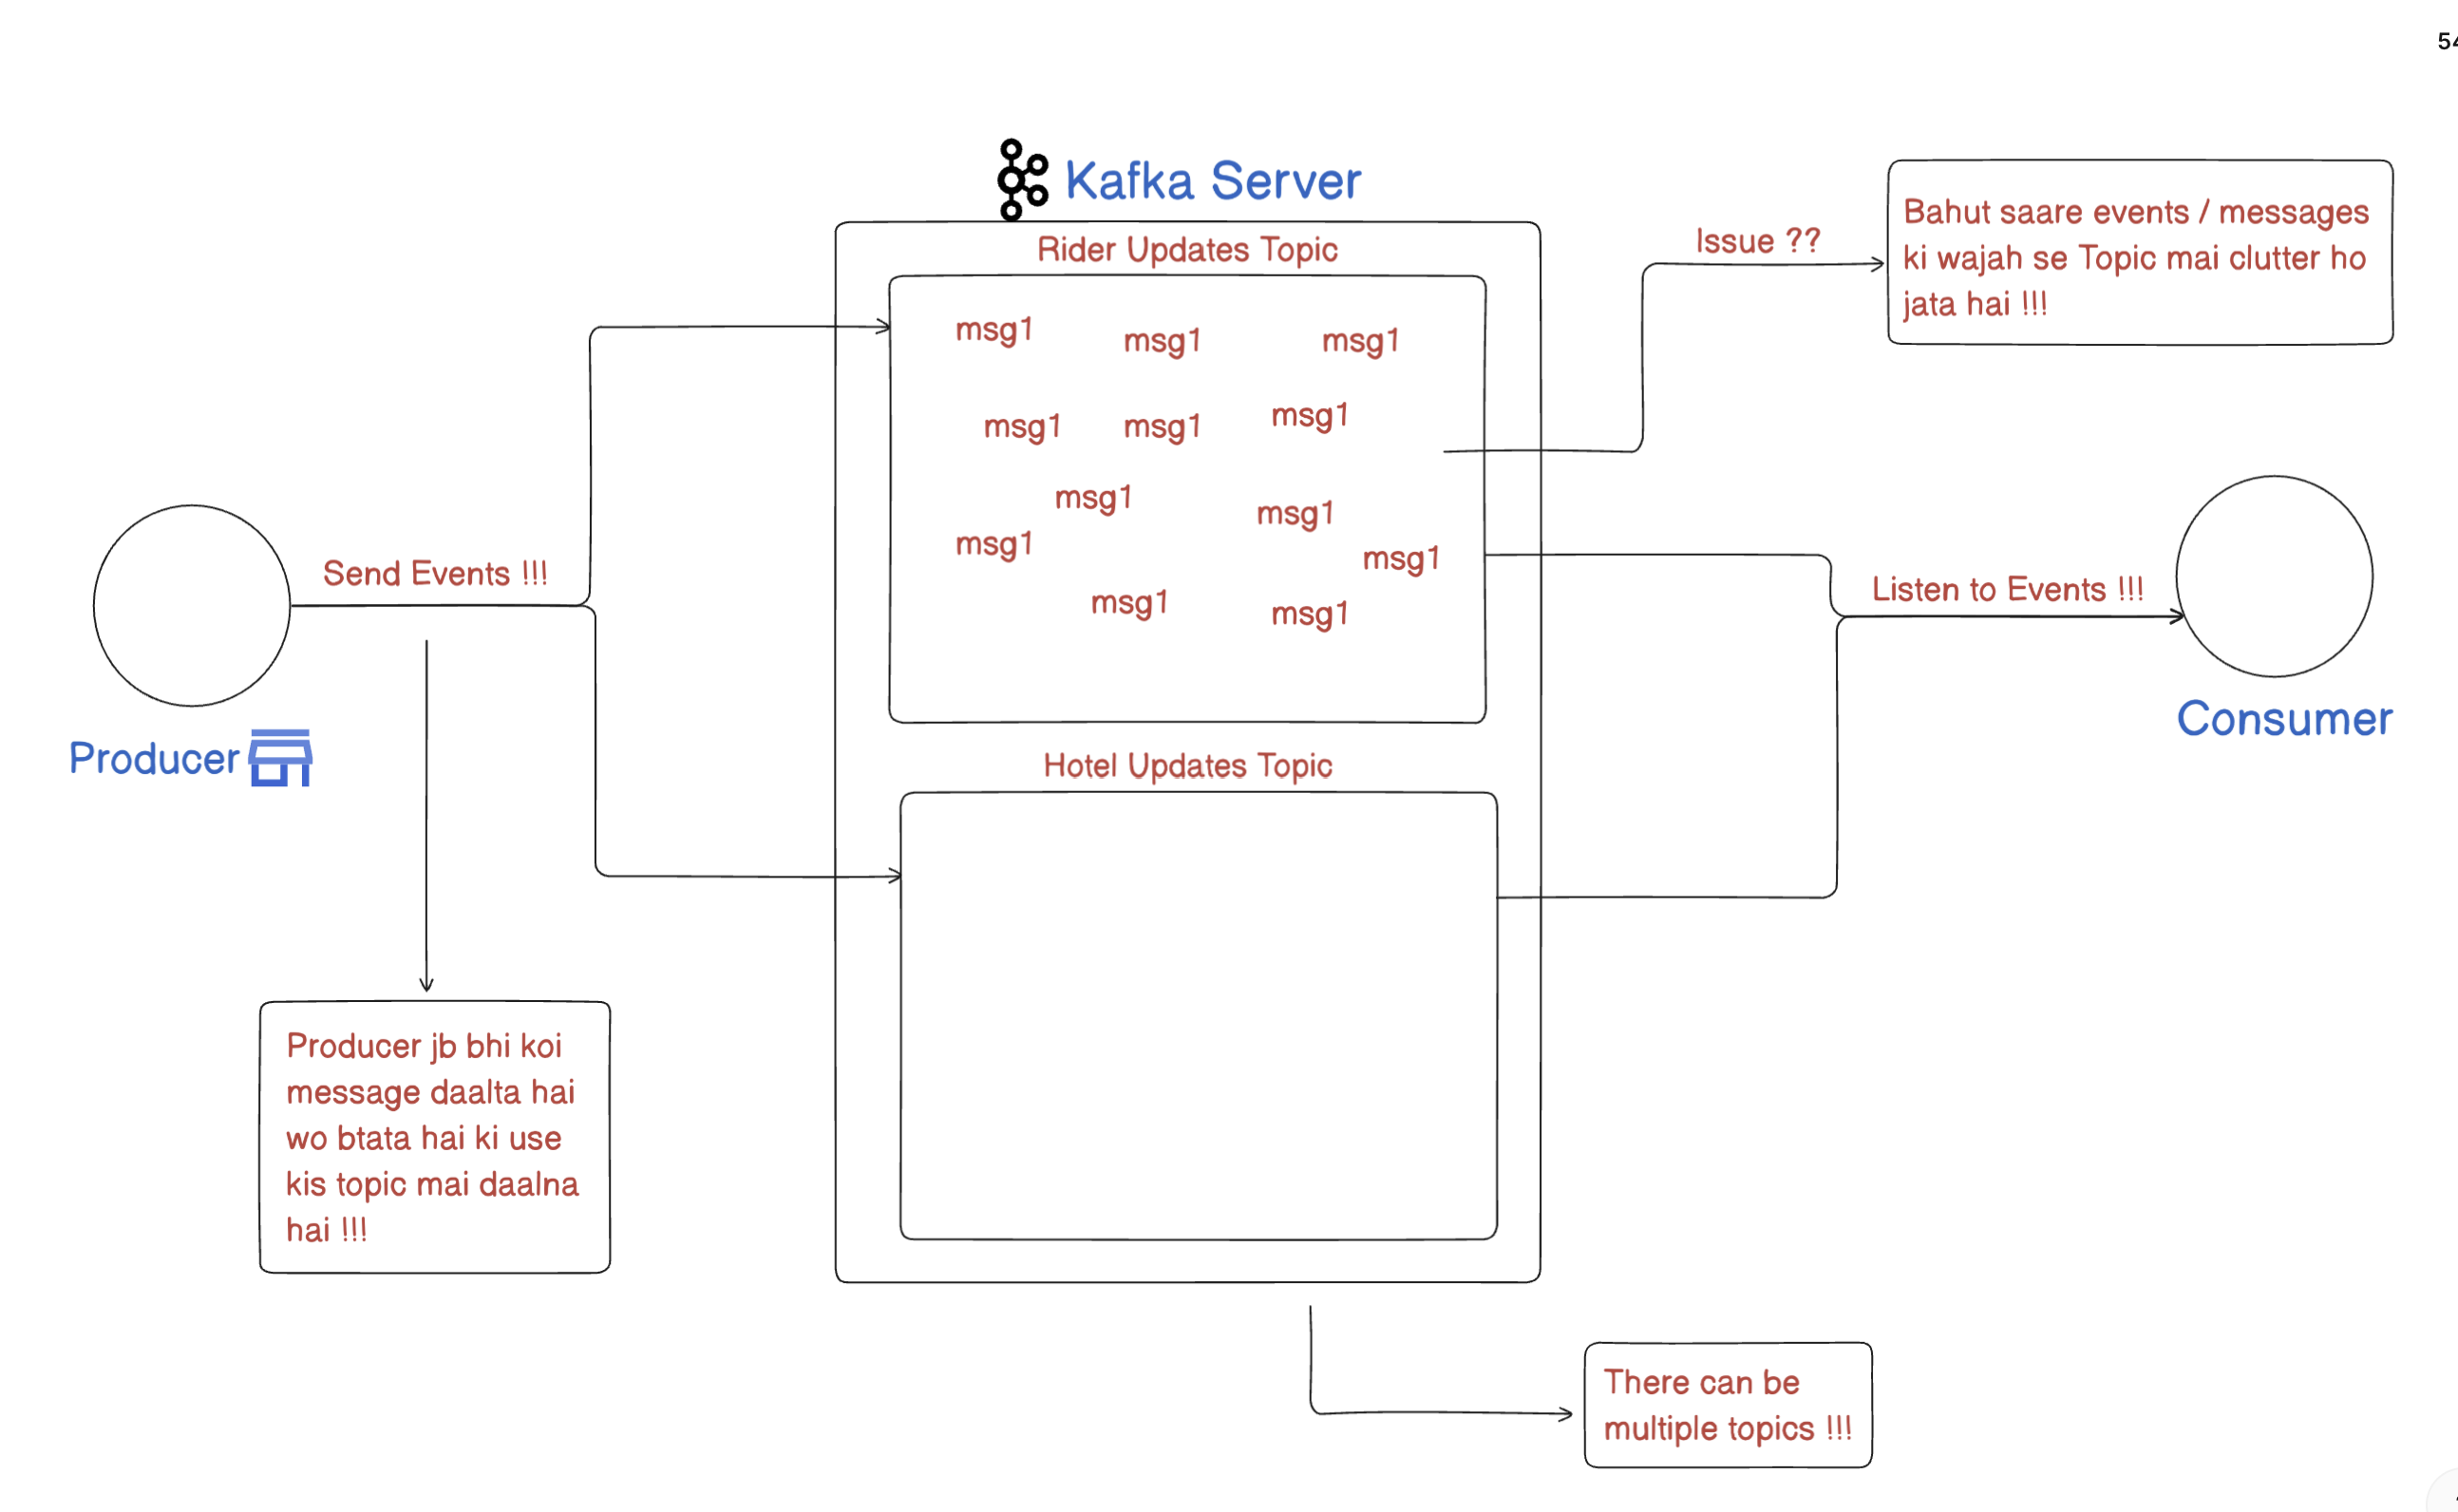 54
Kafka Server
Rider Updates Topic
msg1 msg1 msg1
msg1 msg1 msg1
msg1 msg1
msg1 msg1
msg1 msg1
Issue ??
Bahut saare events / messages
ki wajah se Topic mai clutter ho
jata hai !!!
Send Events !!!
Producer
Listen to Events !!!
Consumer
Hotel Updates Topic
Producer jb bhi koi
message daalta hai
wo btata hai ki use
kis topic mai daalna
hai !!!
There can be
multiple topics !!!